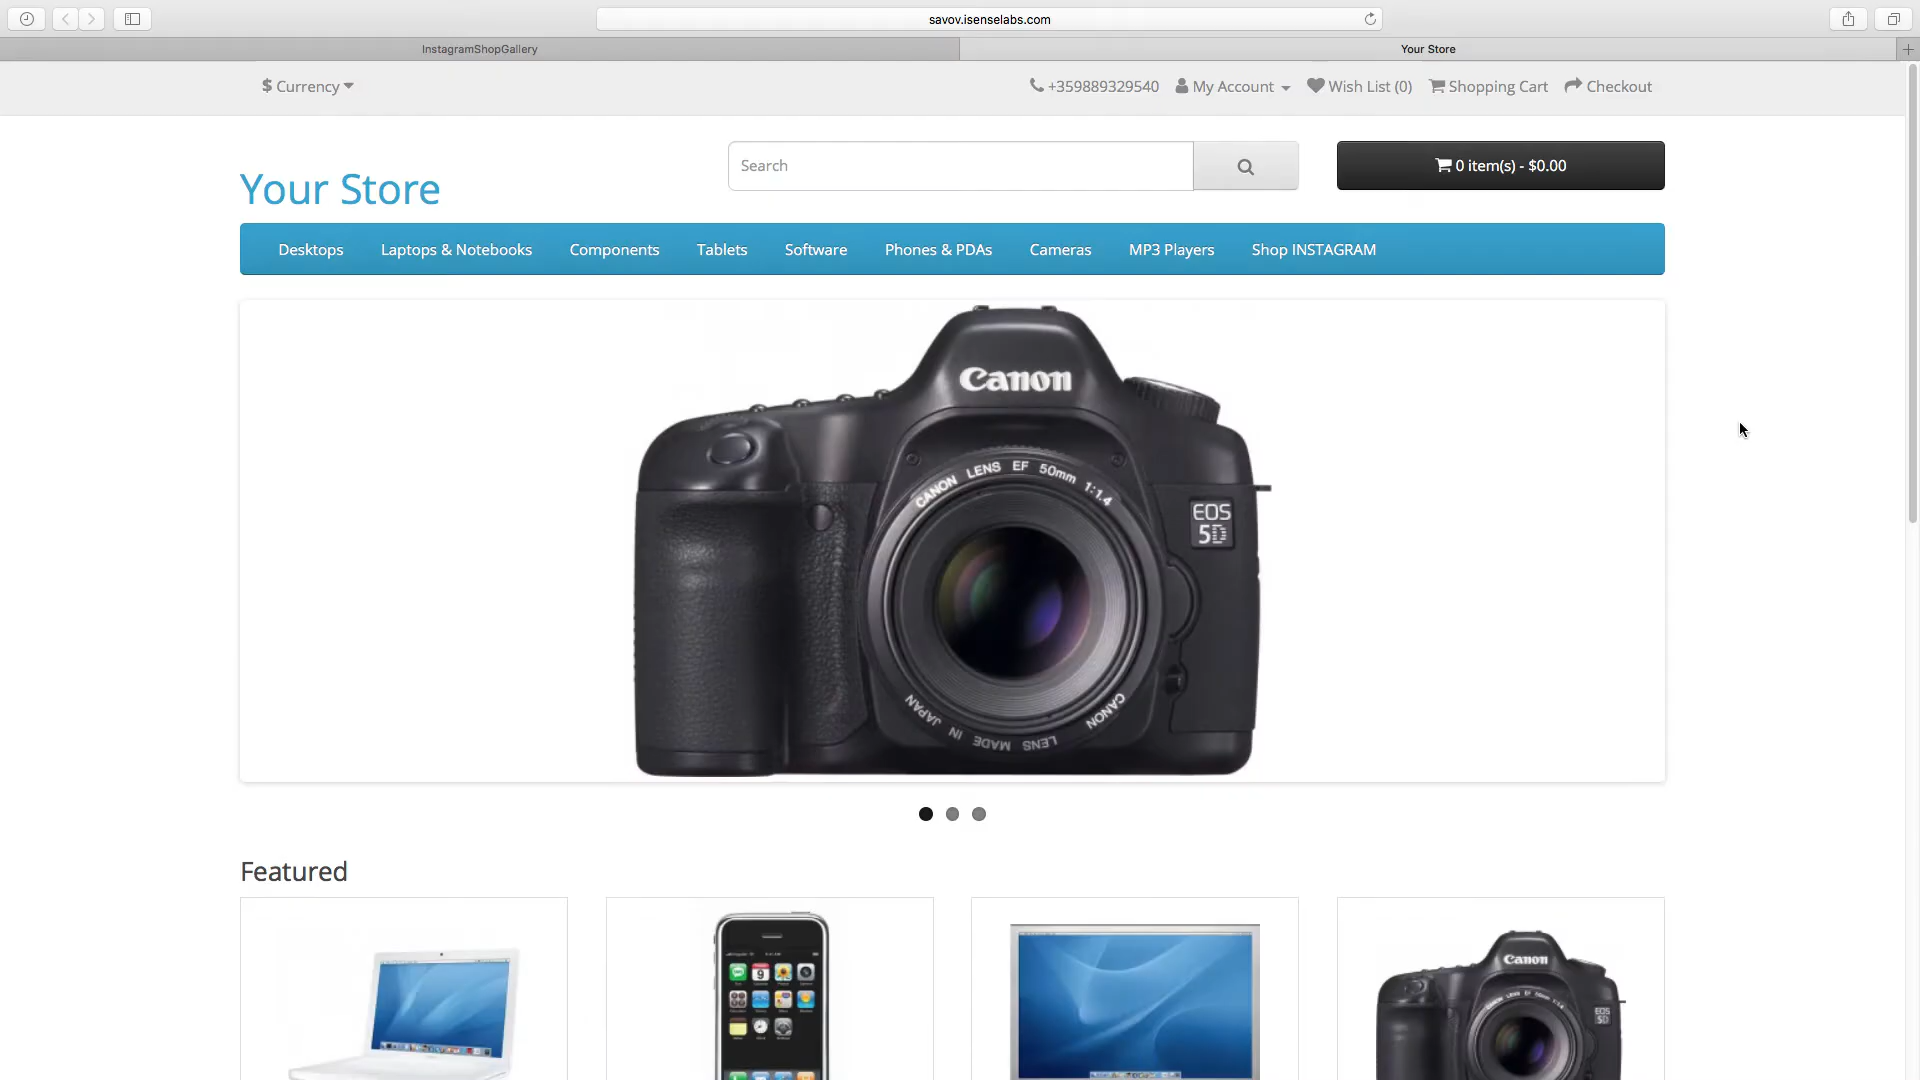 savov.isenselabs.com
InstagramShopGallery
Your Store
$ Currency
+359889329540
My Account
Wish List (0)
Shopping Cart
Checkout
Your Store
Search
0 item(s) - $0.00
Desktops
Laptops & Notebooks
Components
Tablets
Software
Phones & PDAs
Cameras
MP3 Players
Shop INSTAGRAM
Canon
CANON LENS EF 50mm 1:1.4
EOS
5D
CANON LENS MADE IN JAPAN
Featured
Canon
EOS
5D